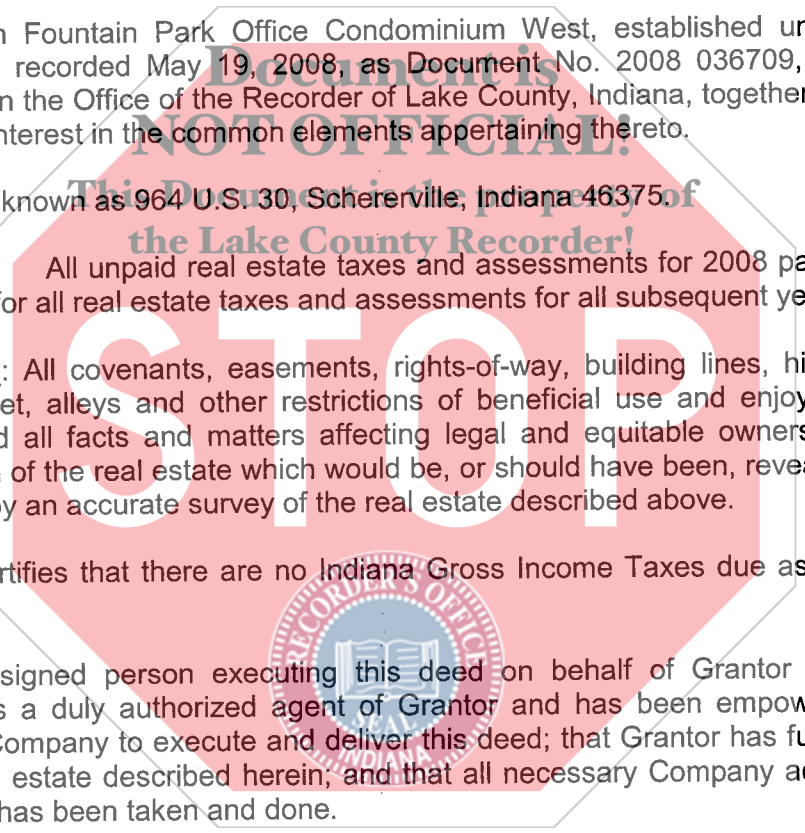 n Fountain Park Office Condominium West, established ur
recorded May 19, 2008, as Document No. 2008 036709,
Document is
n the Office of the Recorder of Lake County, Indiana, together
nterest in the common elements appertaining thereto.
NOT OFFICIAL!
known as 964 U.S. 30, Schererville, Indiana 46375.
This Document is the property of
the Lake County Recorder!
All unpaid real estate taxes and assessments for 2008 pa
or all real estate taxes and assessments for all subsequent ye
STOP
: All covenants, easements, rights-of-way, building lines, hi
et, alleys and other restrictions of beneficial use and enjoy
d all facts and matters affecting legal and equitable owners
of the real estate which would be, or should have been, revea
y an accurate survey of the real estate described above.
rtifies that there are no Indiana Gross Income Taxes due as
RECORDER'S OFFICE
SEAL
INDIANA
signed person executing this deed on behalf of Grantor
s a duly authorized agent of Grantor and has been empow
Company to execute and deliver this deed; that Grantor has fu
estate described herein; and that all necessary Company ac
has been taken and done.